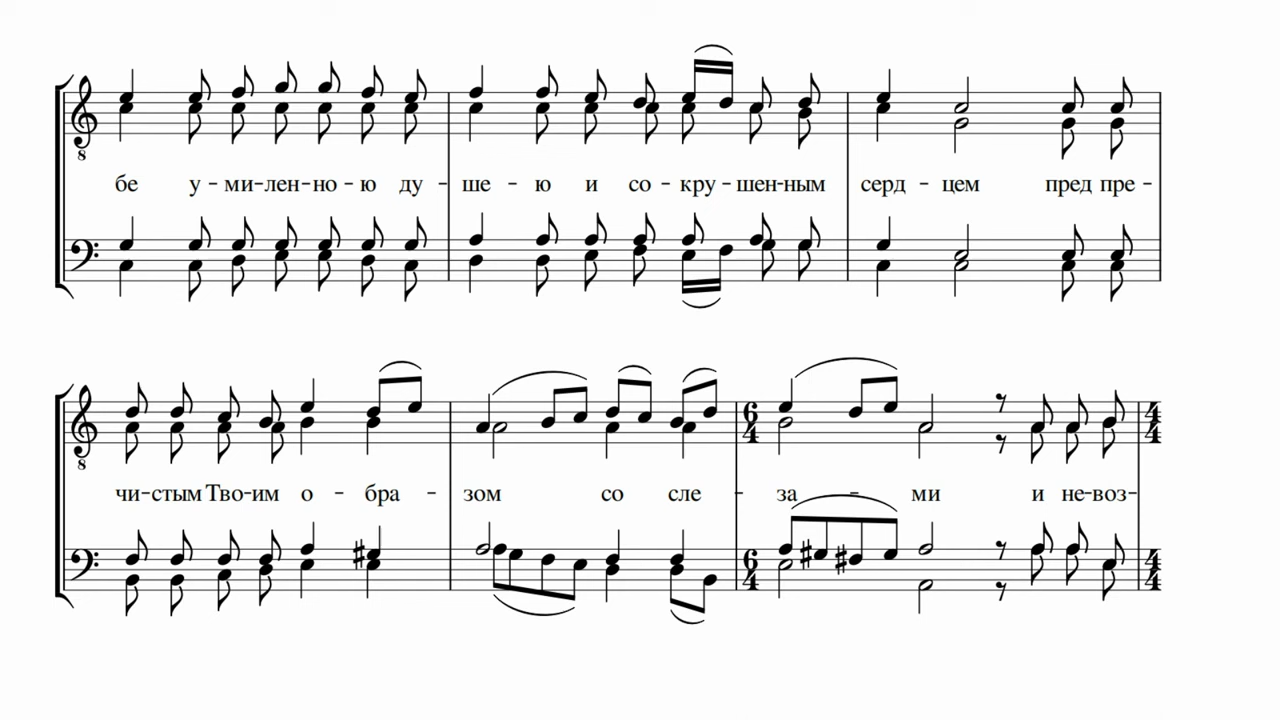 бе у-ми-лен-но-ю ду-ше-ю и со-кру-шен-ным серд-цем пред пре-
чи-стым Тво-им о-бра-зом со сле-за-ми и не-воз-